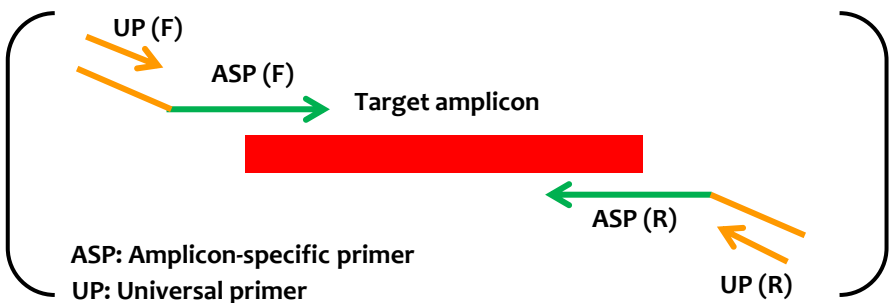 UP (F)
ASP (F)
Target amplicon
ASP (R)
ASP: Amplicon-specific primer
UP (R)
UP: Universal primer